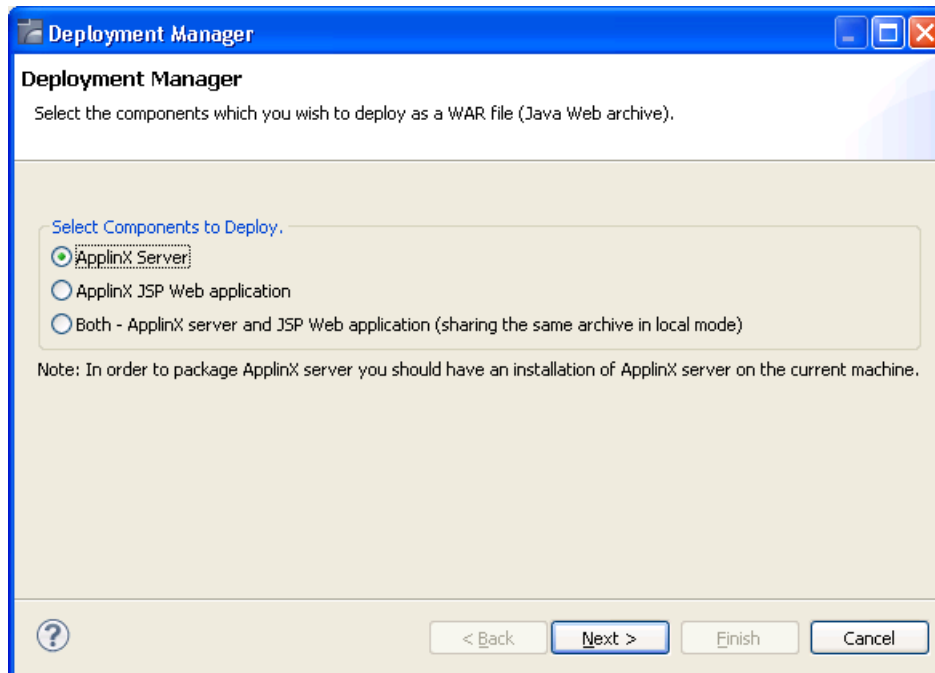 Deployment Manager
Deployment Manager
Select the components which you wish to deploy as a WAR file (Java Web archive).
Select Components to Deploy.
ApplinX Server
ApplinX JSP Web application
Both - ApplinX server and JSP Web application (sharing the same archive in local mode)
Note: In order to package ApplinX server you should have an installation of ApplinX server on the current machine.
? < Back Next > Finish Cancel